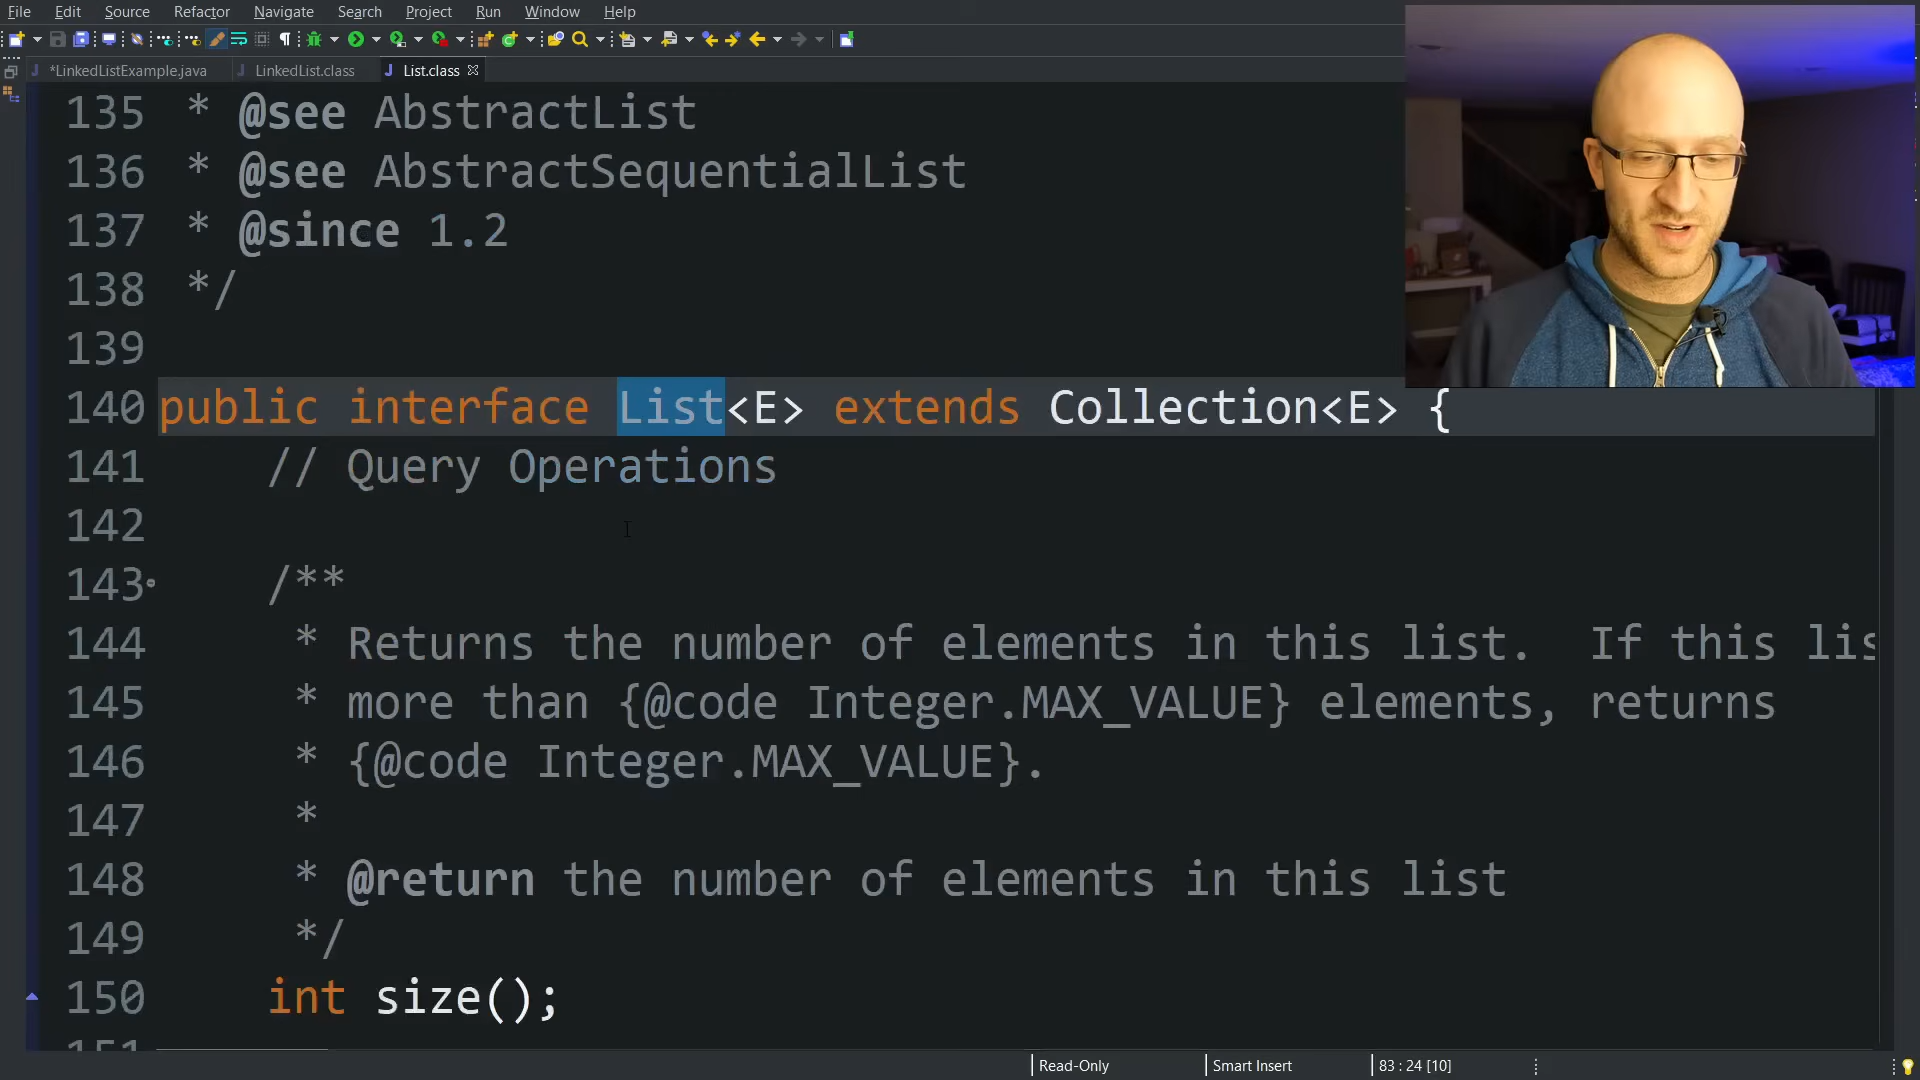 File Edit Source Refactor Navigate Search Project Run Window Help
*LinkedListExample.java LinkedList.class List.class
135 * @see AbstractList
136 * @see AbstractSequentialList
137 * @since 1.2
138 */
139
140 public interface List<E> extends Collection<E> {
141 // Query Operations
142
143 /**
144 * Returns the number of elements in this list. If this lis
145 * more than {@code Integer.MAX_VALUE} elements, returns
146 * {@code Integer.MAX_VALUE}.
147 *
148 * @return the number of elements in this list
149 */
150 int size();
151
Read-Only Smart Insert 83 : 24 [10]